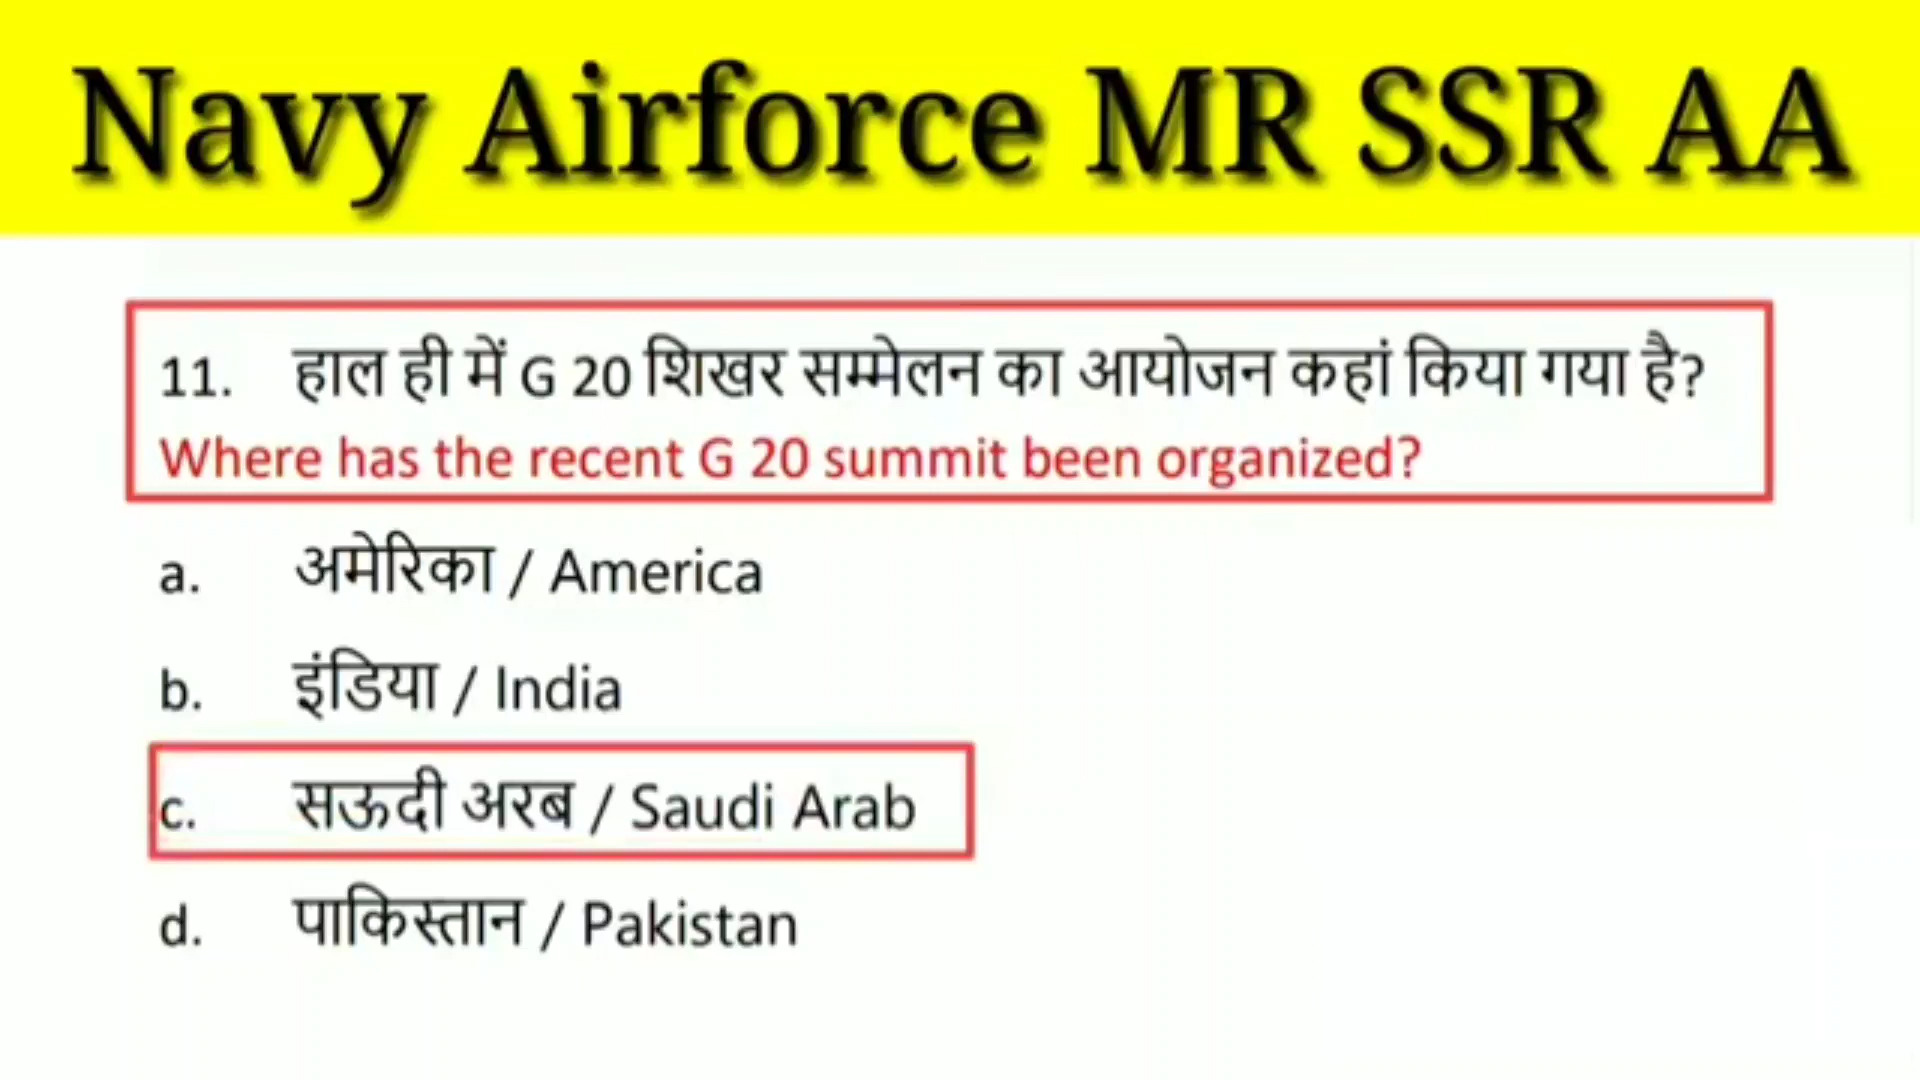 Navy Airforce MR SSR AA
11. हाल ही में G 20 शिखर सम्मेलन का आयोजन कहां किया गया है?
Where has the recent G 20 summit been organized?
a. अमेरिका / America
b. इंडिया / India
c. सऊदी अरब / Saudi Arab
d. पाकिस्तान / Pakistan